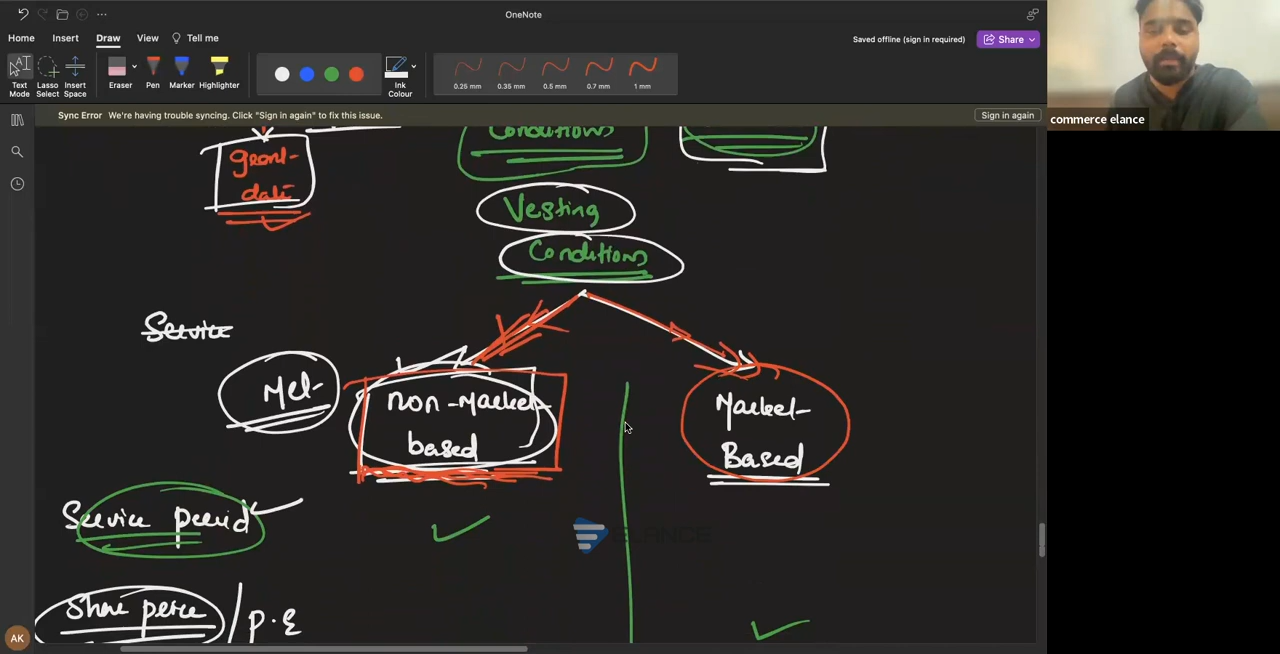 OneNote
Home Insert Draw View Tell me
Saved offline (sign in required)
Share
Text Mode
Lasso Select
Insert Space
Eraser
Pen
Marker
Highlighter
Ink Colour
0.25 mm
0.35 mm
0.5 mm
0.7 mm
1 mm
commerce elance
Sync Error We're having trouble syncing. Click "Sign in again" to fix this issue.
Sign in again
Conditions
grant-
date
Vesting
Conditions
Service
Met-
non-Market-
based
Market-
Based
Service period
ELANCE
Share
/ P.E
AK